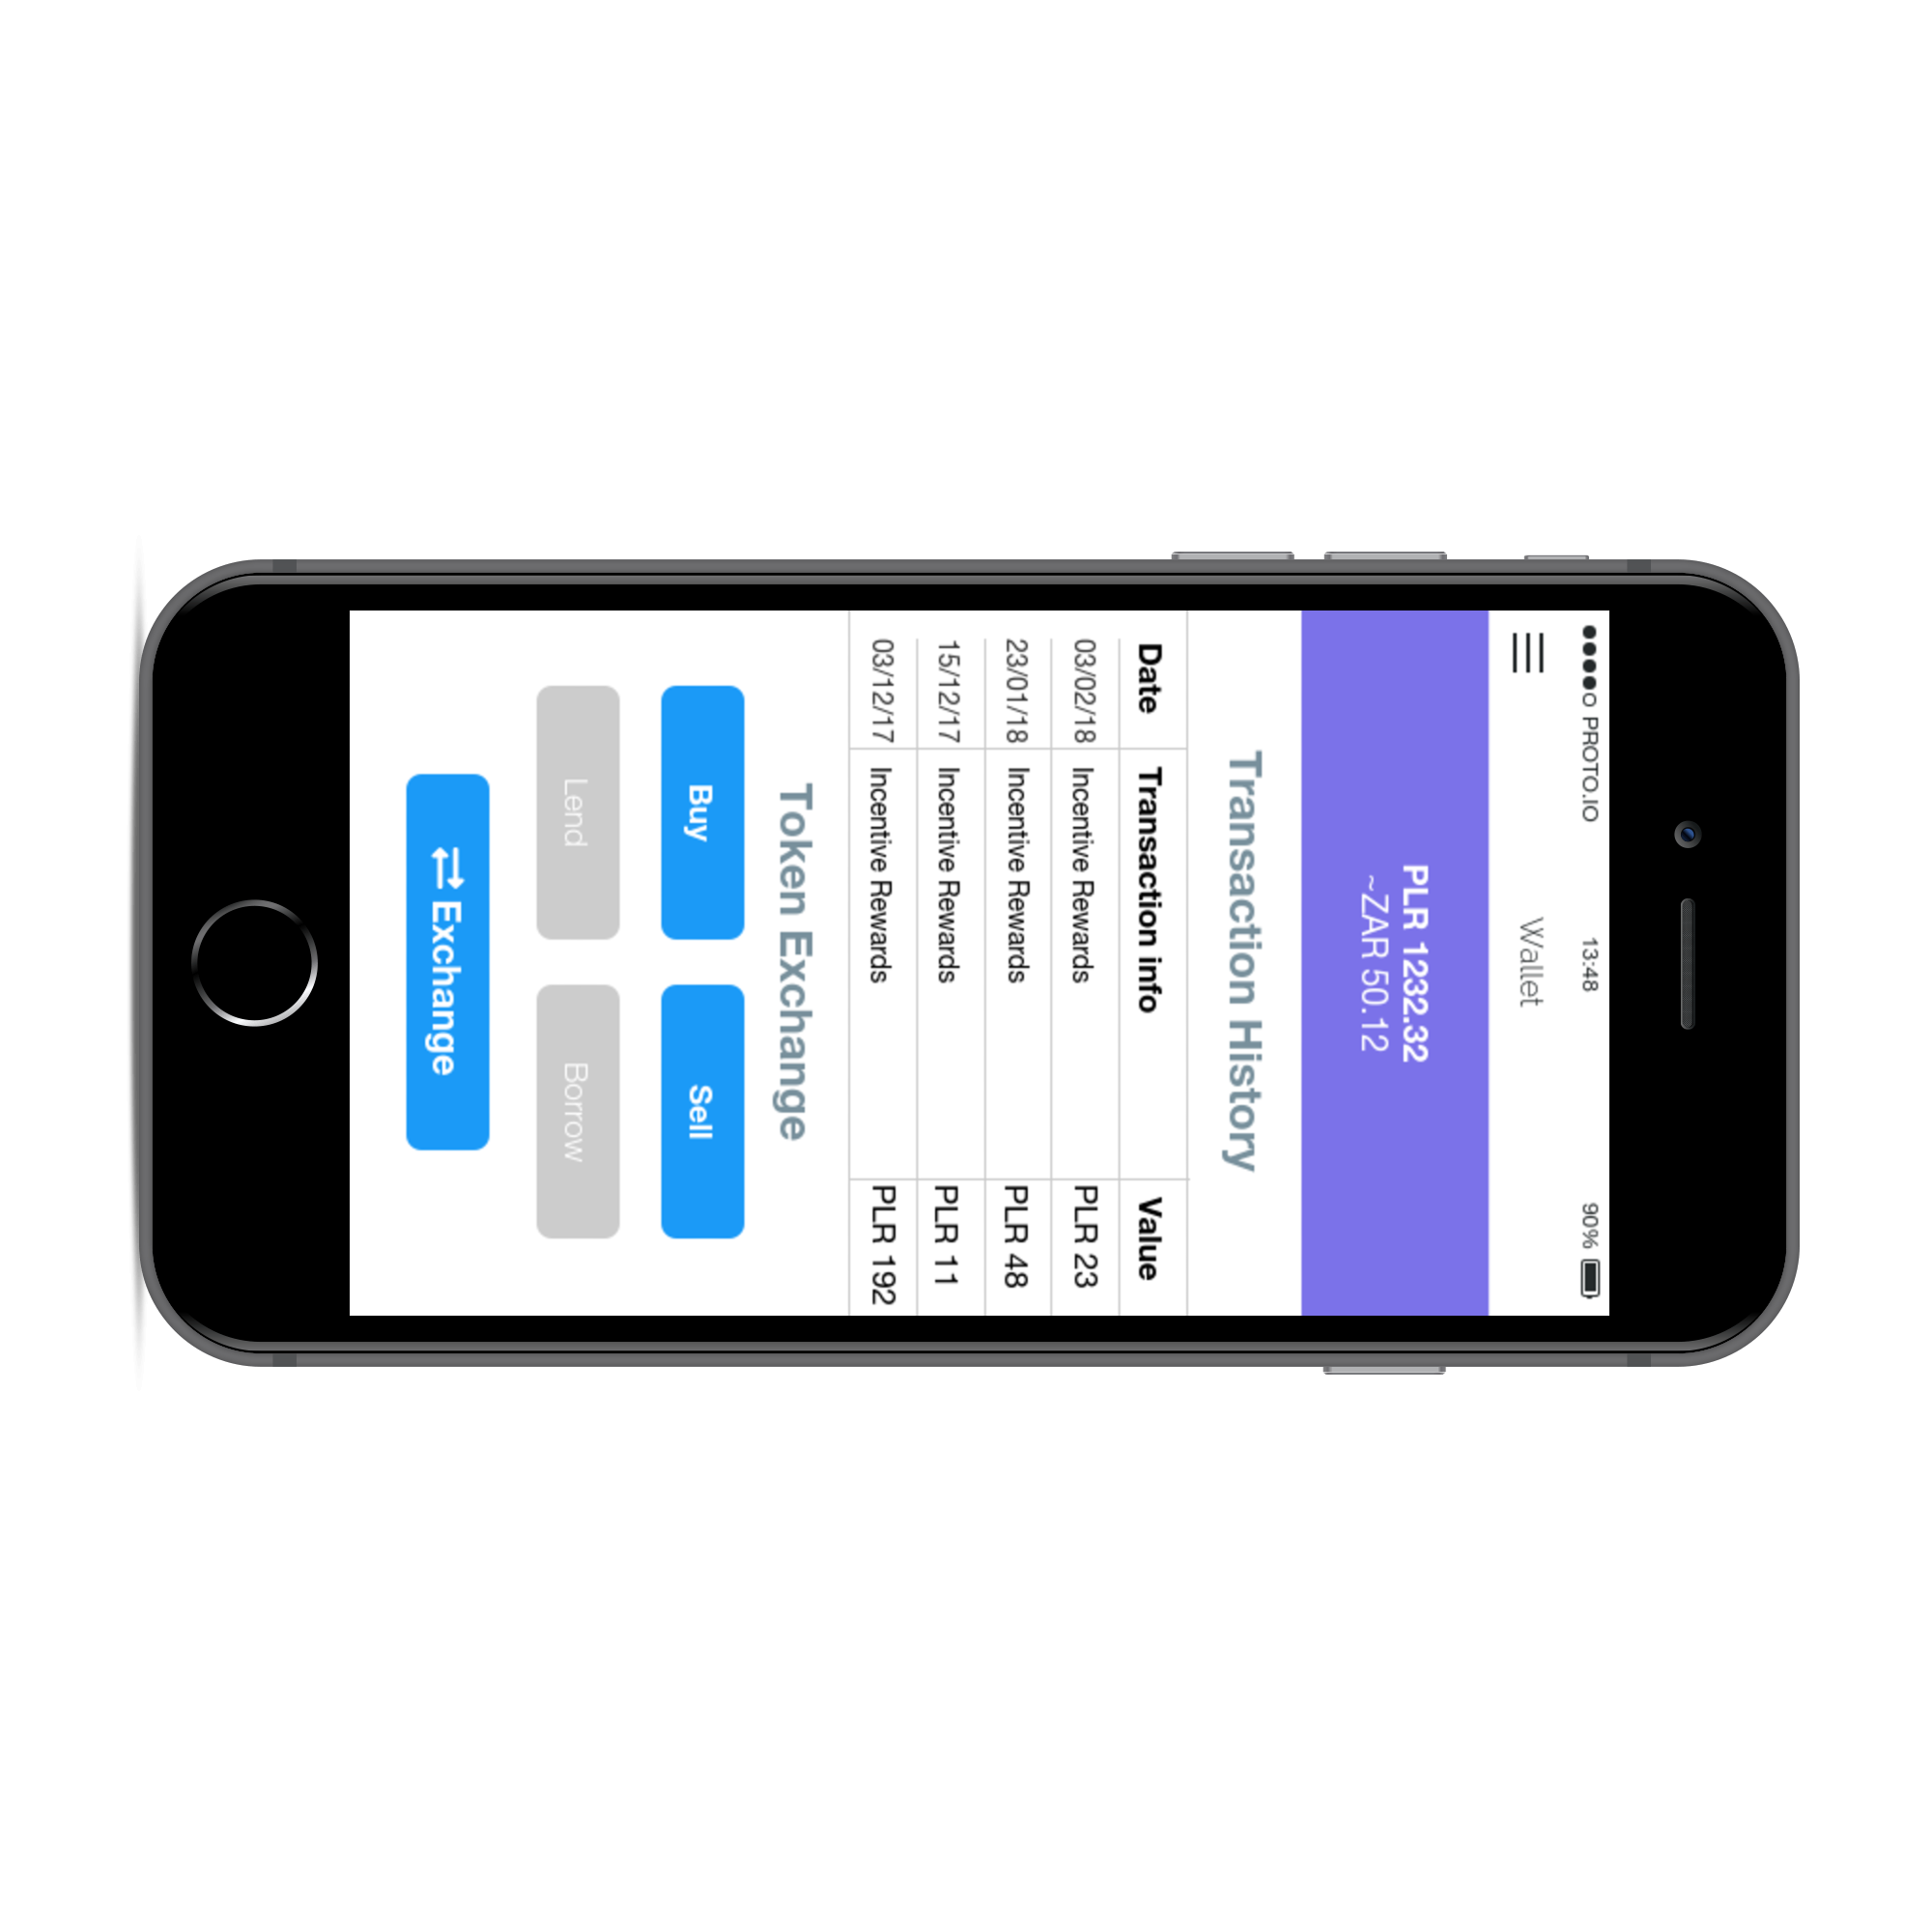 PROTO.IO 13:48 90%
Wallet
PLR 1232.32
~ZAR 50.12
Transaction History
Date Transaction info Value
03/02/18 Incentive Rewards PLR 23
23/01/18 Incentive Rewards PLR 48
15/12/17 Incentive Rewards PLR 11
03/12/17 Incentive Rewards PLR 192
Token Exchange
Buy Sell
Lend Borrow
Exchange